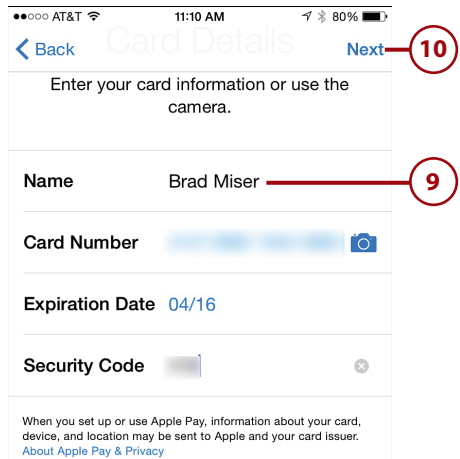 AT&T 11:10 AM 80%
Back Card Details Next 10
Enter your card information or use the
camera.
Name Brad Miser 9
Card Number
Expiration Date 04/16
Security Code
When you set up or use Apple Pay, information about your card,
device, and location may be sent to Apple and your card issuer.
About Apple Pay & Privacy